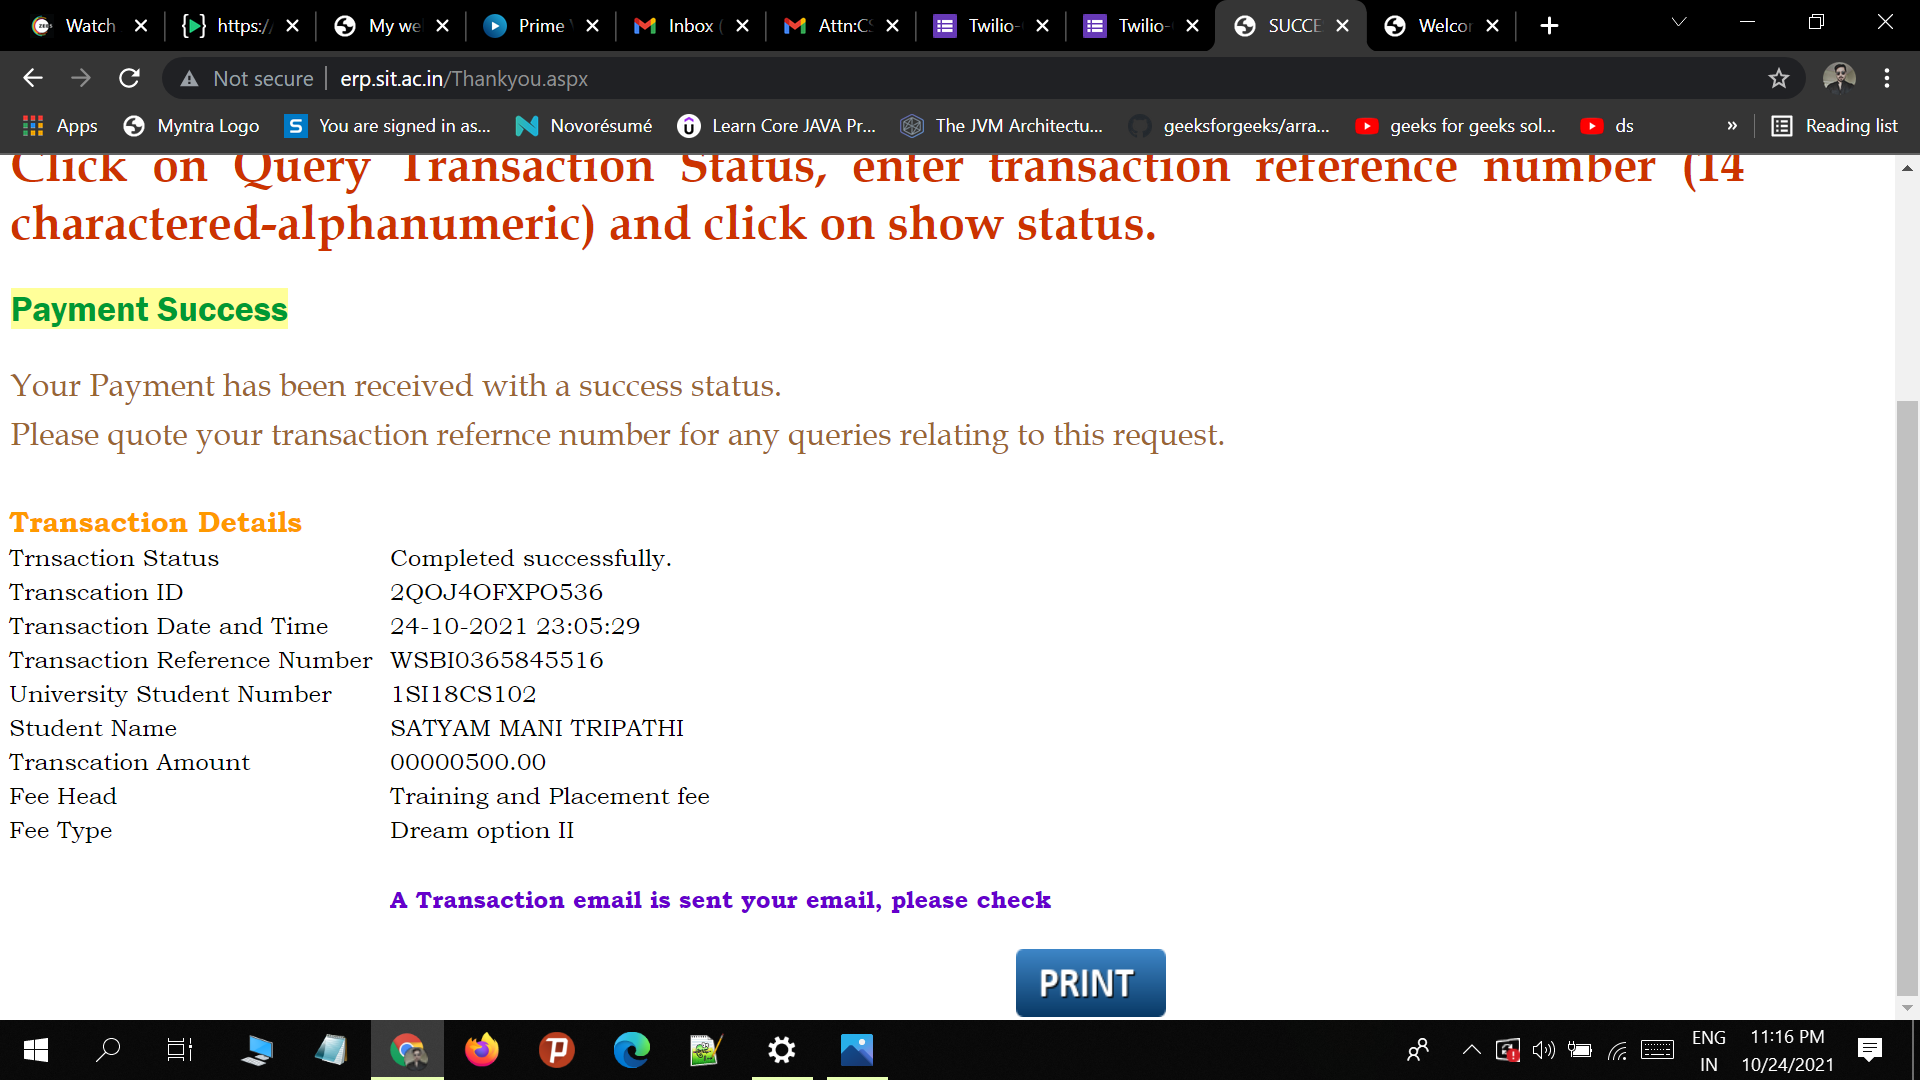 Watch
https:/
My we
Prime
Inbox (
Attn:CS
Twilio-
Twilio-
SUCCE
Welcor
Not secure
erp.sit.ac.in/Thankyou.aspx
Apps
Myntra Logo
You are signed in as...
Novorésumé
Learn Core JAVA Pr...
The JVM Architectu...
geeksforgeeks/arra...
geeks for geeks sol...
ds
»
Reading list
Click on Query Transaction Status, enter transaction reference number (14
charactered-alphanumeric) and click on show status.
Payment Success
Your Payment has been received with a success status.
Please quote your transaction refernce number for any queries relating to this request.
Transaction Details
Trnsaction Status Completed successfully.
Transcation ID 2QOJ4OFXPO536
Transaction Date and Time 24-10-2021 23:05:29
Transaction Reference Number WSBI0365845516
University Student Number 1SI18CS102
Student Name SATYAM MANI TRIPATHI
Transcation Amount 00000500.00
Fee Head Training and Placement fee
Fee Type Dream option II
A Transaction email is sent your email, please check
PRINT
ENG
IN
11:16 PM
10/24/2021